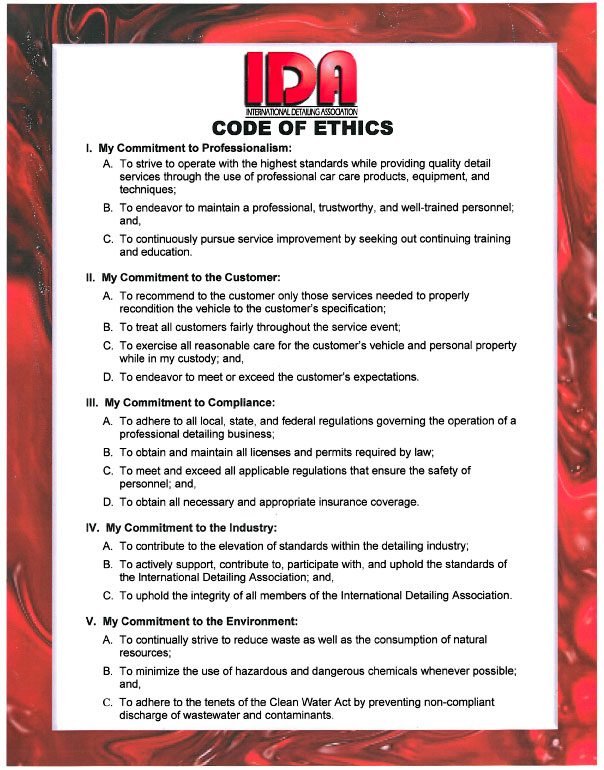 IDA
INTERNATIONAL DETAILING ASSOCIATION
CODE OF ETHICS
I. My Commitment to Professionalism:
A. To strive to operate with the highest standards while providing quality detail
services through the use of professional car care products, equipment, and
techniques;
B. To endeavor to maintain a professional, trustworthy, and well-trained personnel;
and,
C. To continuously pursue service improvement by seeking out continuing training
and education.
II. My Commitment to the Customer:
A. To recommend to the customer only those services needed to properly
recondition the vehicle to the customer's specification;
B. To treat all customers fairly throughout the service event;
C. To exercise all reasonable care for the customer's vehicle and personal property
while in my custody; and,
D. To endeavor to meet or exceed the customer's expectations.
III. My Commitment to Compliance:
A. To adhere to all local, state, and federal regulations governing the operation of a
professional detailing business;
B. To obtain and maintain all licenses and permits required by law;
C. To meet and exceed all applicable regulations that ensure the safety of
personnel; and,
D. To obtain all necessary and appropriate insurance coverage.
IV. My Commitment to the Industry:
A. To contribute to the elevation of standards within the detailing industry;
B. To actively support, contribute to, participate with, and uphold the standards of
the International Detailing Association; and,
C. To uphold the integrity of all members of the International Detailing Association.
V. My Commitment to the Environment:
A. To continually strive to reduce waste as well as the consumption of natural
resources;
B. To minimize the use of hazardous and dangerous chemicals whenever possible;
and,
C. To adhere to the tenets of the Clean Water Act by preventing non-compliant
discharge of wastewater and contaminants.